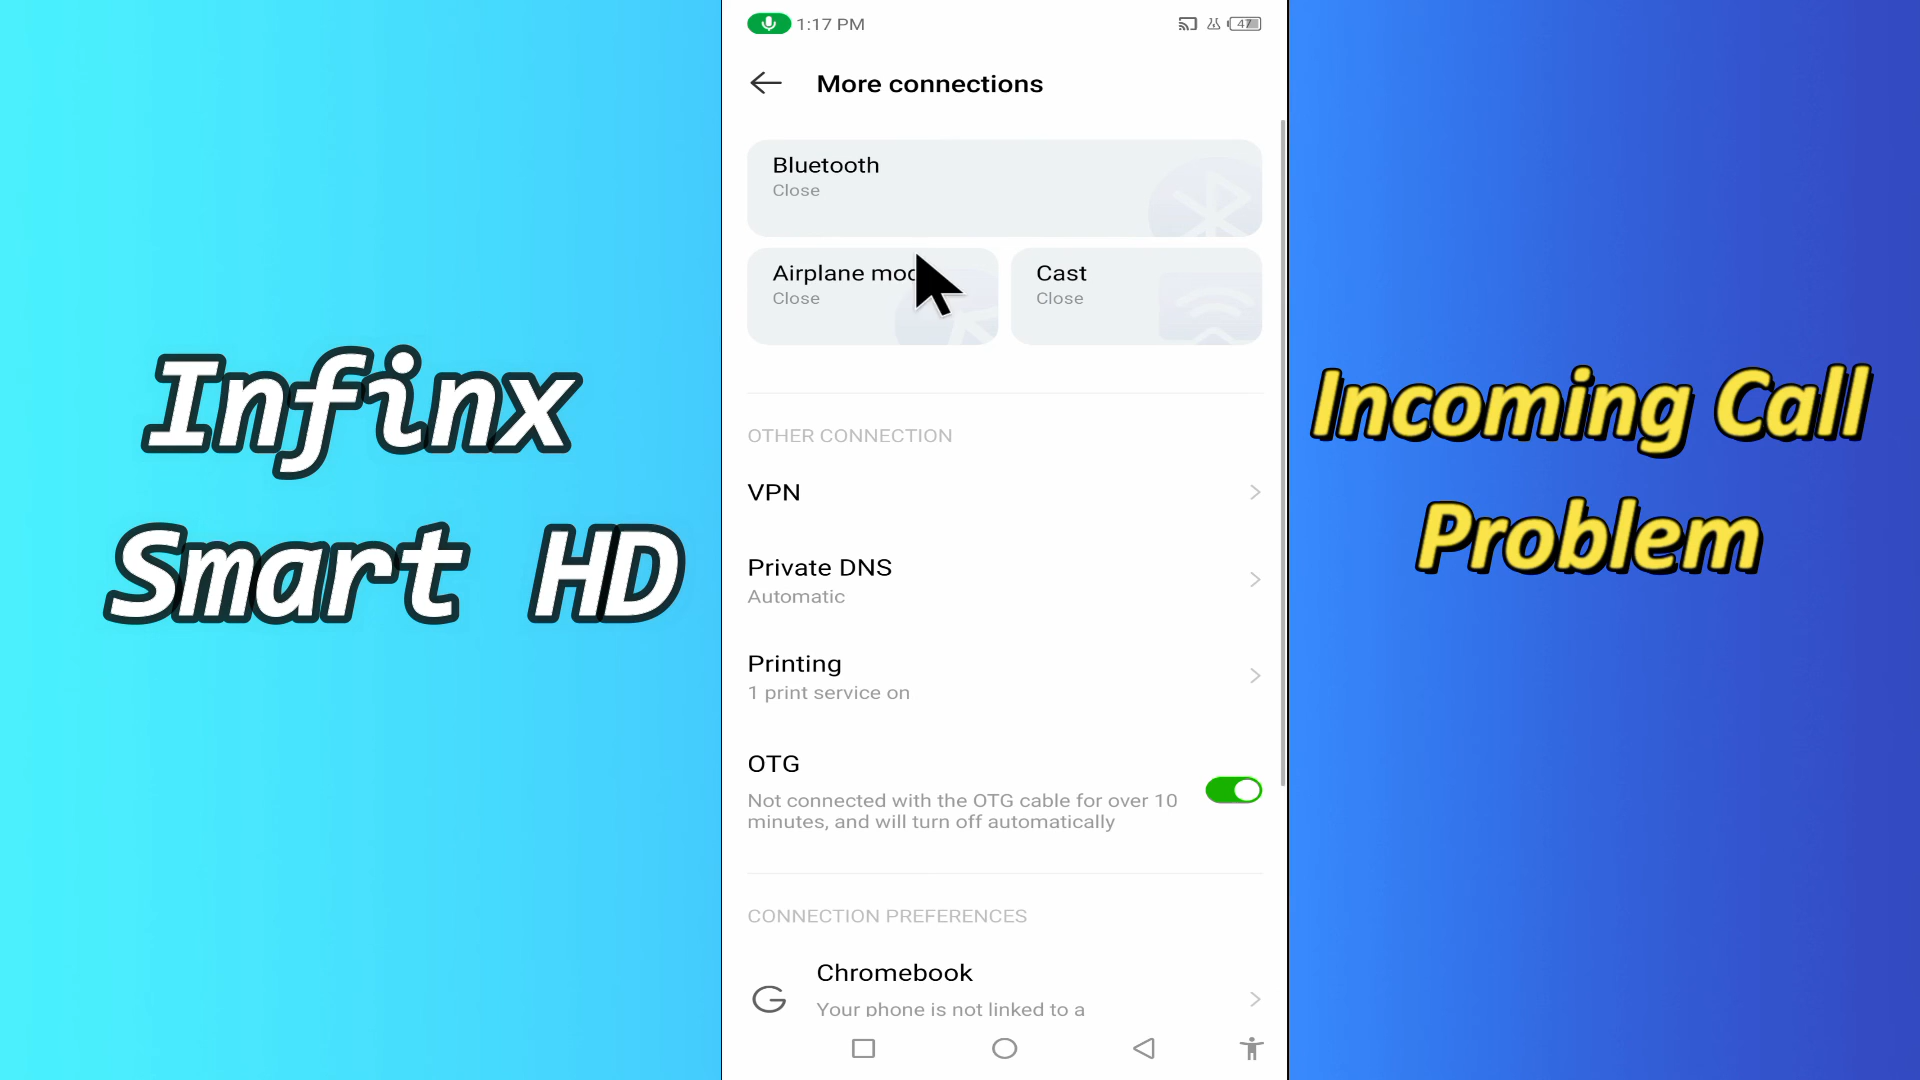 Infinx
Smart HD
1:17 PM
47
More connections
Bluetooth
Close
Airplane mod
Close
Cast
Close
OTHER CONNECTION
VPN
Private DNS
Automatic
Printing
1 print service on
OTG
Not connected with the OTG cable for over 10
minutes, and will turn off automatically
CONNECTION PREFERENCES
Chromebook
Your phone is not linked to a
Incoming Call
Problem